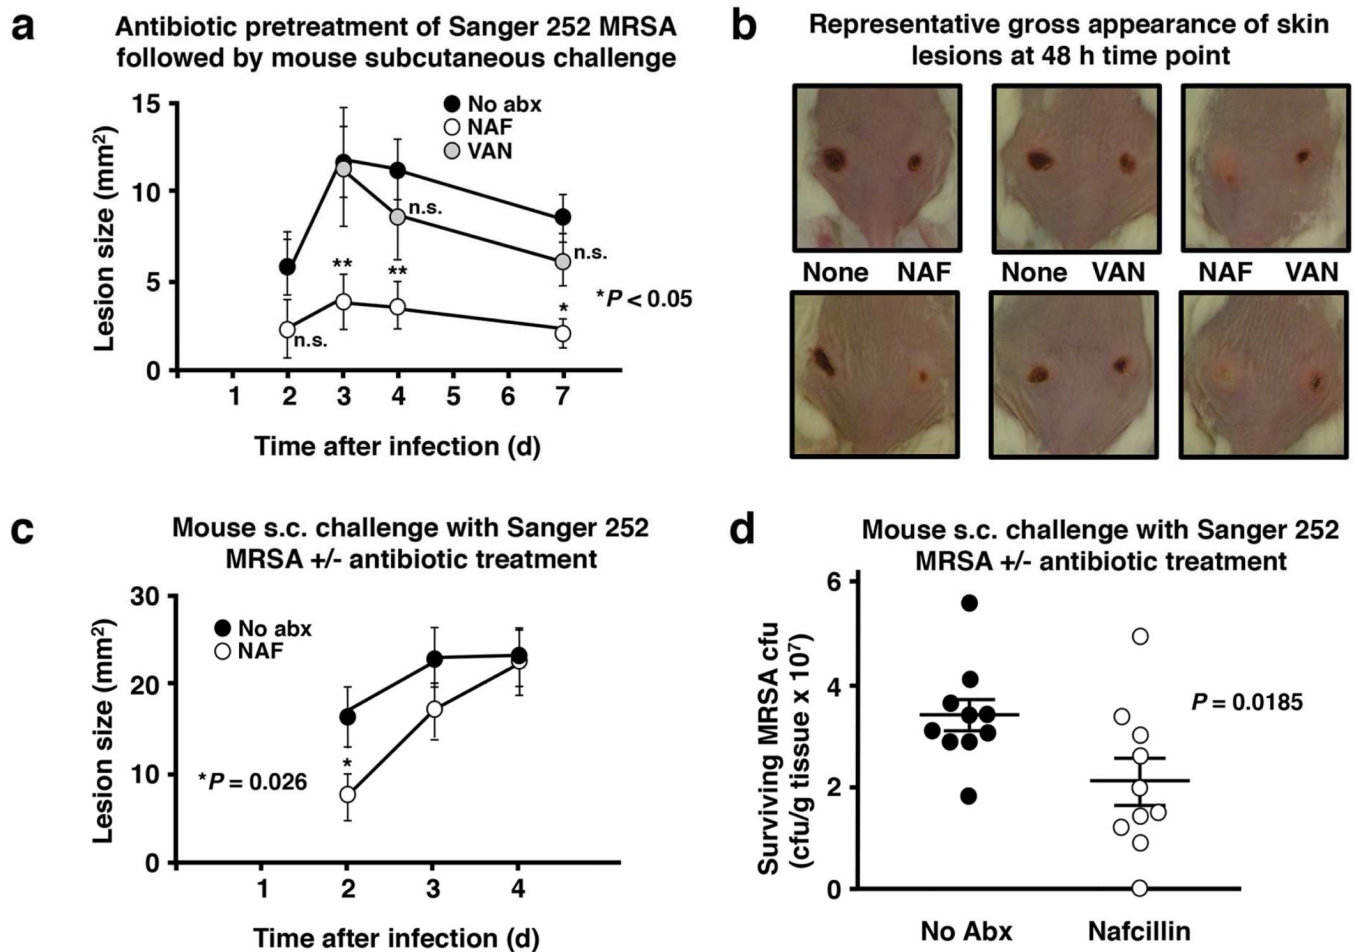 a
Antibiotic pretreatment of Sanger 252 MRSA
followed by mouse subcutaneous challenge
15
10
5
0
Lesion size (mm²)
No abx
NAF
VAN
n.s.
**
**
n.s.
n.s.
*
*P < 0.05
1 2 3 4 5 6 7
Time after infection (d)
b
Representative gross appearance of skin
lesions at 48 h time point
None NAF
None VAN
NAF VAN
c
Mouse s.c. challenge with Sanger 252
MRSA +/- antibiotic treatment
30
20
10
0
Lesion size (mm²)
No abx
NAF
*
*P = 0.026
1 2 3 4
Time after infection (d)
d
Mouse s.c. challenge with Sanger 252
MRSA +/- antibiotic treatment
6
4
2
0
Surviving MRSA cfu
(cfu/g tissue x 10⁷)
P = 0.0185
No Abx
Nafcillin